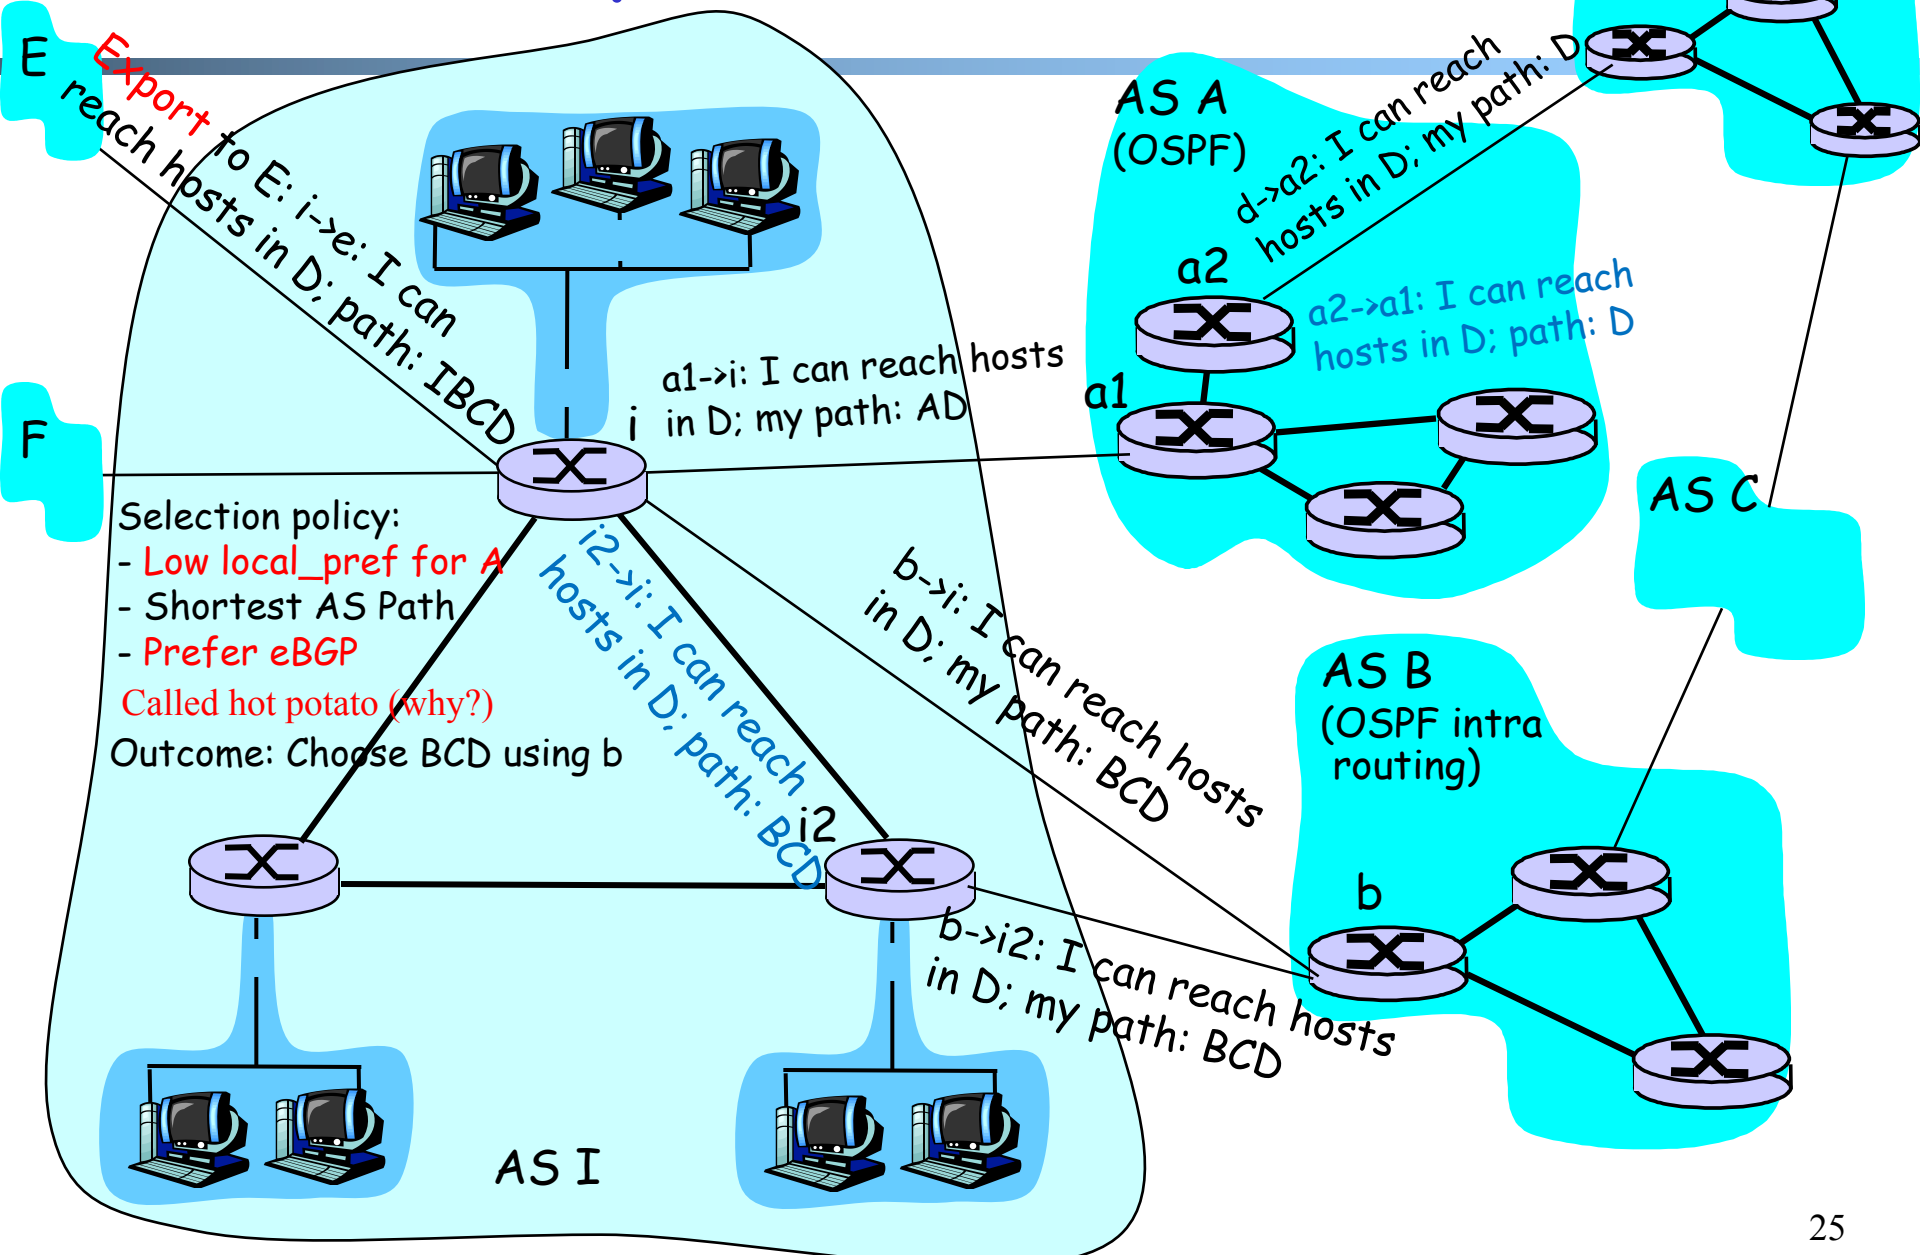 E
Export to E: i->e: I can
reach hosts in D; path: IBCD
F
i
a1->i: I can reach hosts
in D; my path: AD
AS A
(OSPF)
d->a2: I can reach
hosts in D; my path: D
a2
a2->a1: I can reach
hosts in D; path: D
a1
AS C
Selection policy:
- Low local_pref for A
- Shortest AS Path
- Prefer eBGP
Called hot potato (why?)
Outcome: Choose BCD using b
i2->i: I can reach
hosts in D; path: BCD
i2
b->i: I can reach hosts
in D; my path: BCD
AS B
(OSPF intra
routing)
b
b->i2: I can reach hosts
in D; my path: BCD
AS I
25